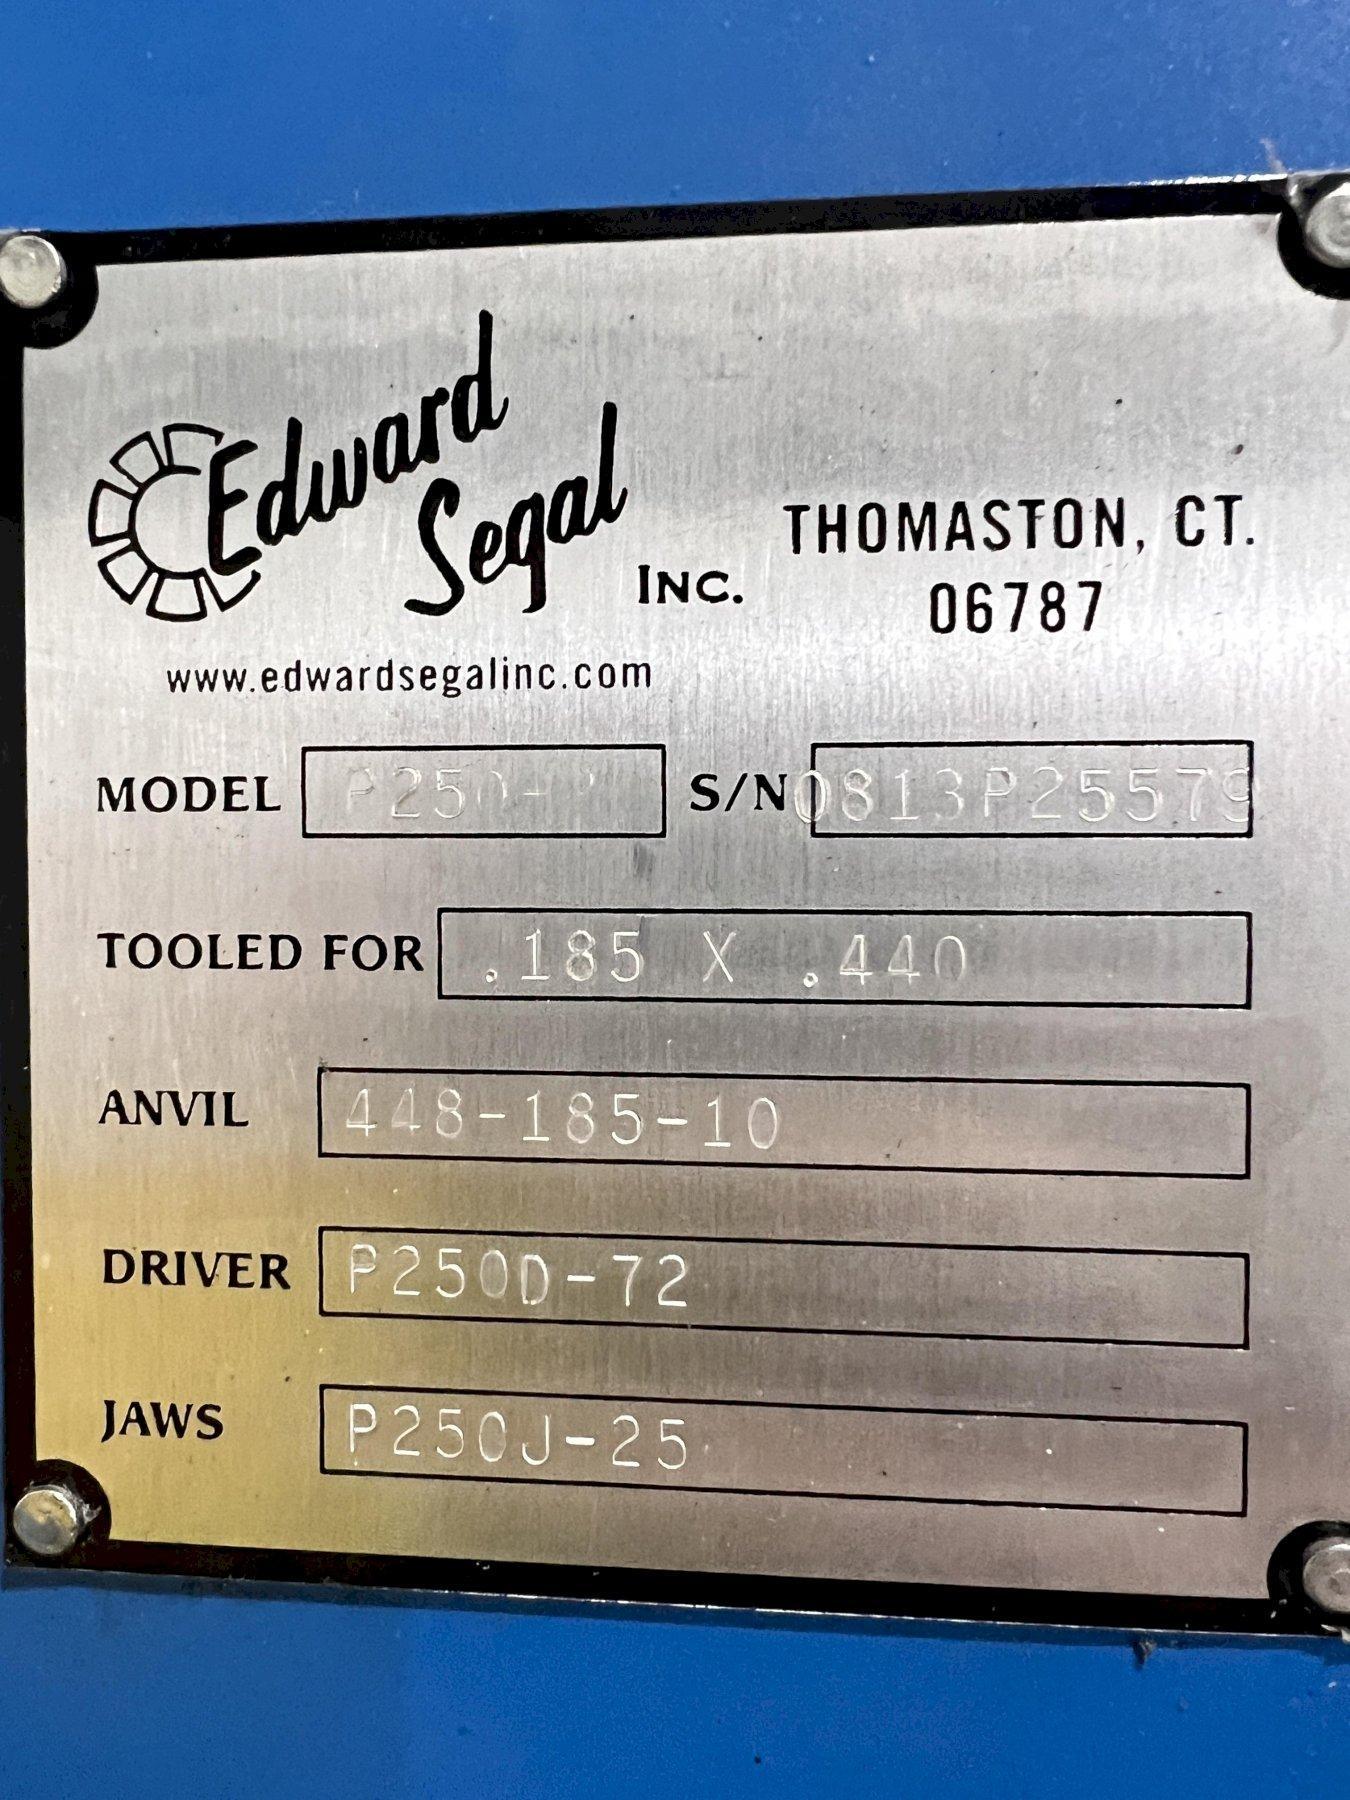 Edward
Segal
INC.
THOMASTON, CT.
06787
www.edwardsegalinc.com
MODEL
S/N 0813P25579
TOOLED FOR .185 X .440
ANVIL 448-185-10
DRIVER P250D-72
JAWS P250J-25